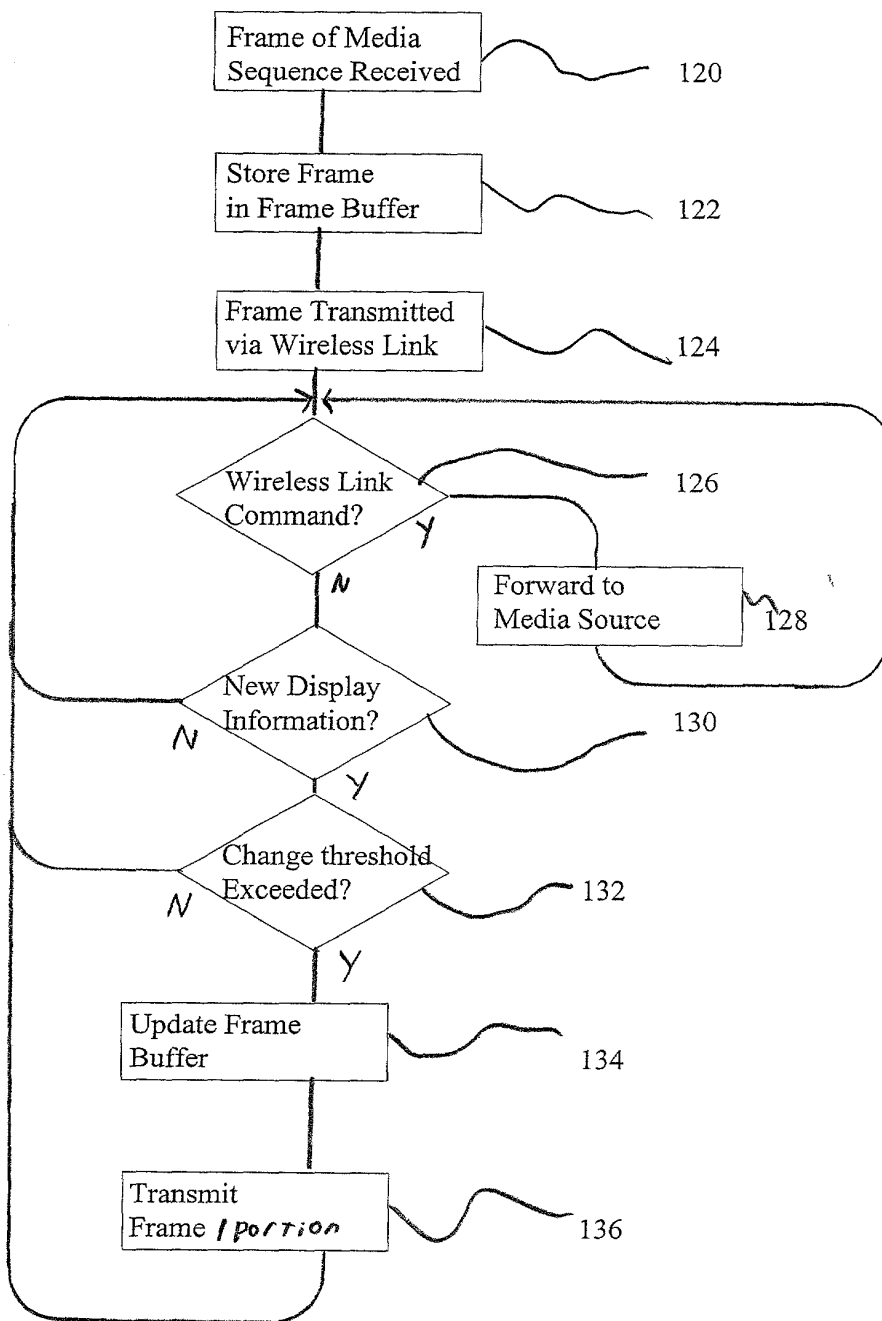 Frame of Media
Sequence Received
120
Store Frame
in Frame Buffer
122
Frame Transmitted
via Wireless Link
124
Wireless Link
Command?
126
Y
N
Forward to
Media Source
128
New Display
Information?
130
N
Y
Change threshold
Exceeded?
132
N
Y
Update Frame
Buffer
134
Transmit
Frame /portion
136